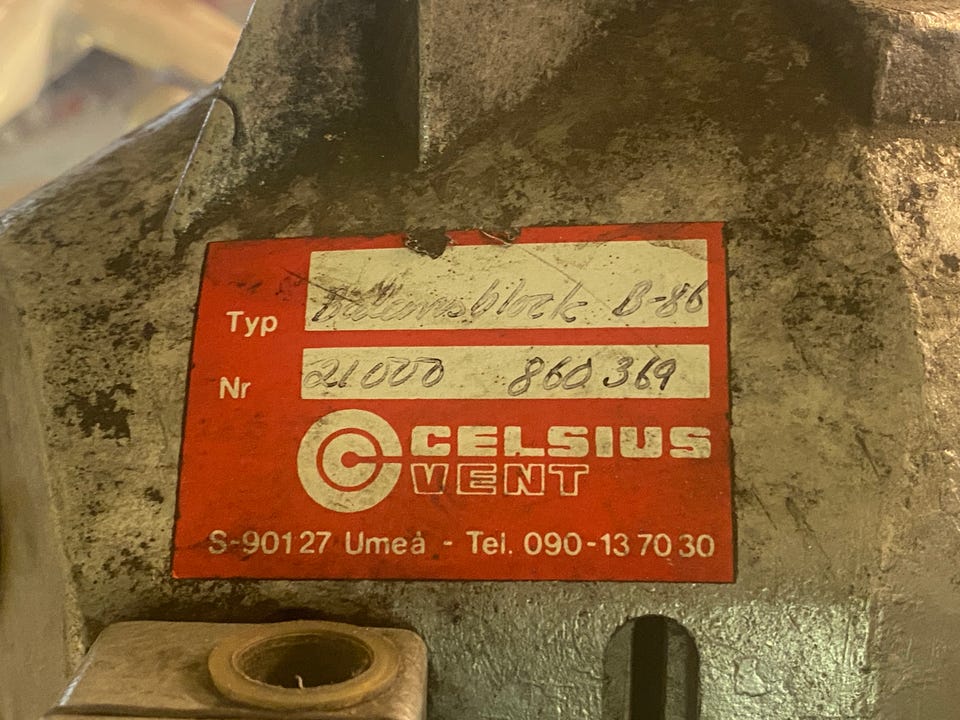 Typ Balansblock B-86
Nr 21000 860369
CELSIUS
VENT
S-90127 Umeå - Tel. 090-137030